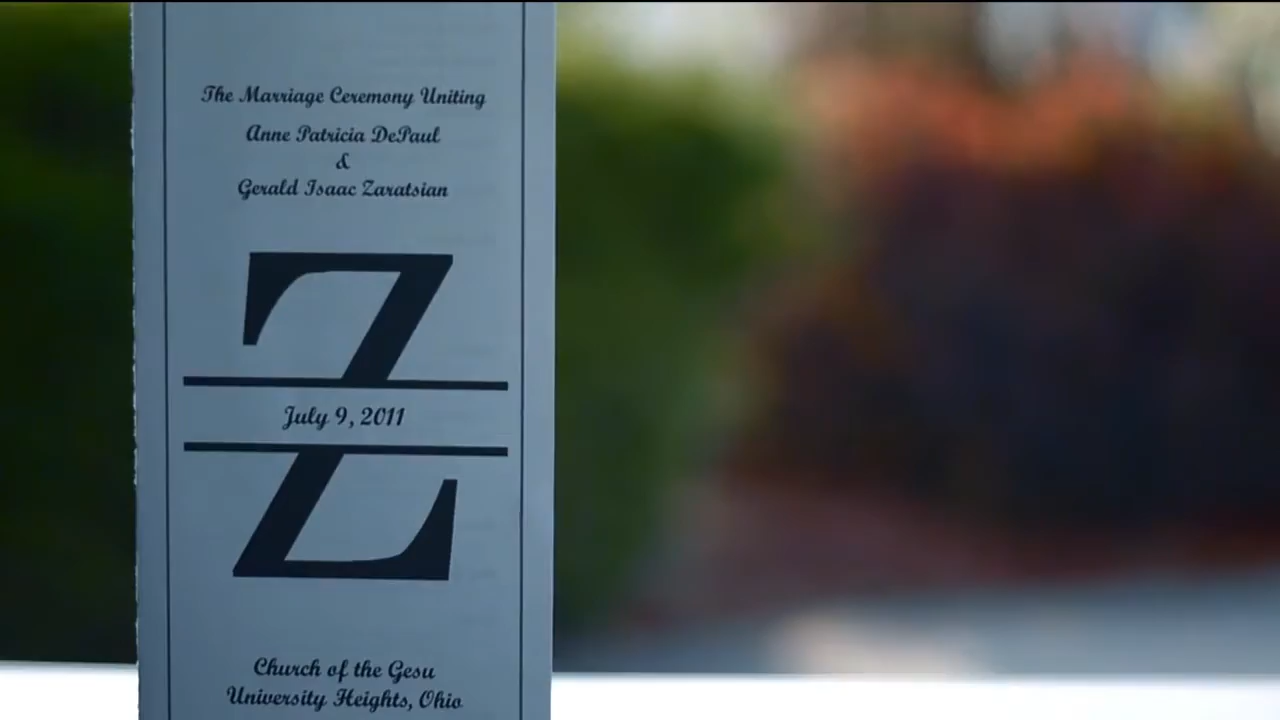 The Marriage Ceremony Uniting
Anne Patricia DePaul
&
Gerald Isaac Zaratsian
Z
July 9, 2011
Church of the Gesu
University Heights, Ohio